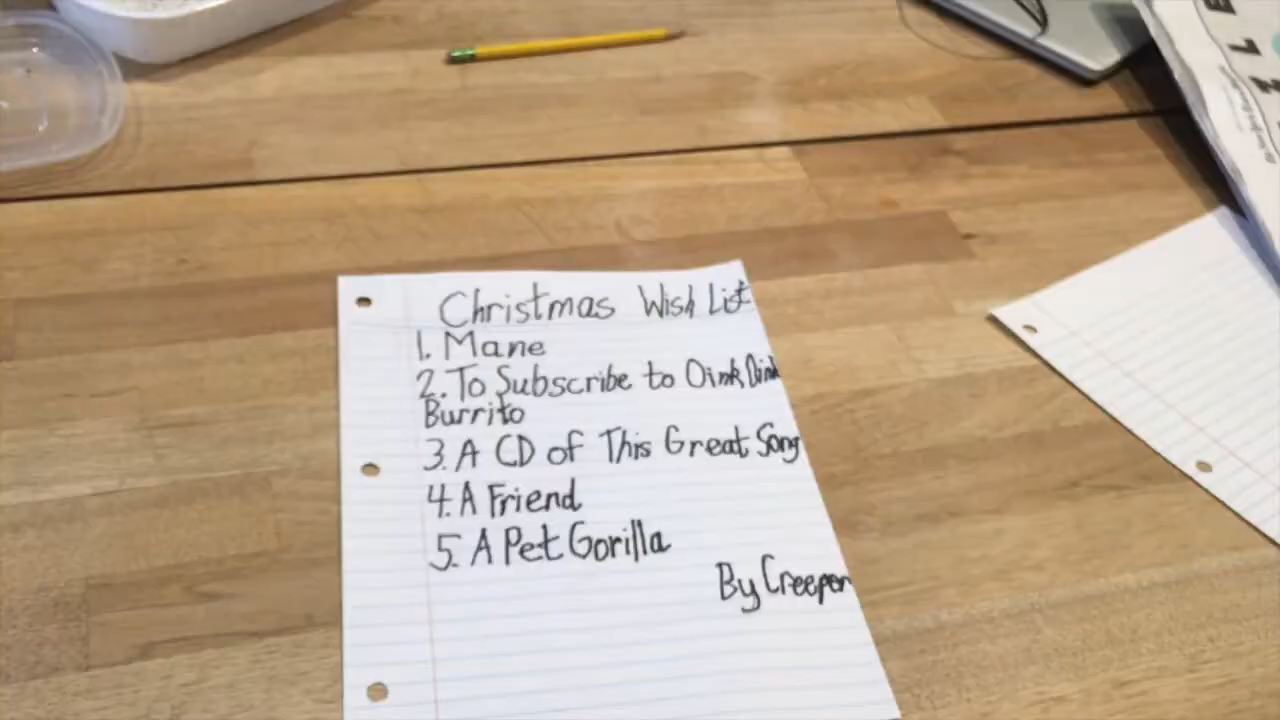 Christmas Wish List
1. Mane
2. To Subscribe to Oink Oink
Burrito
3. A CD of This Great Song
4. A Friend
5. A Pet Gorilla
By Creeper